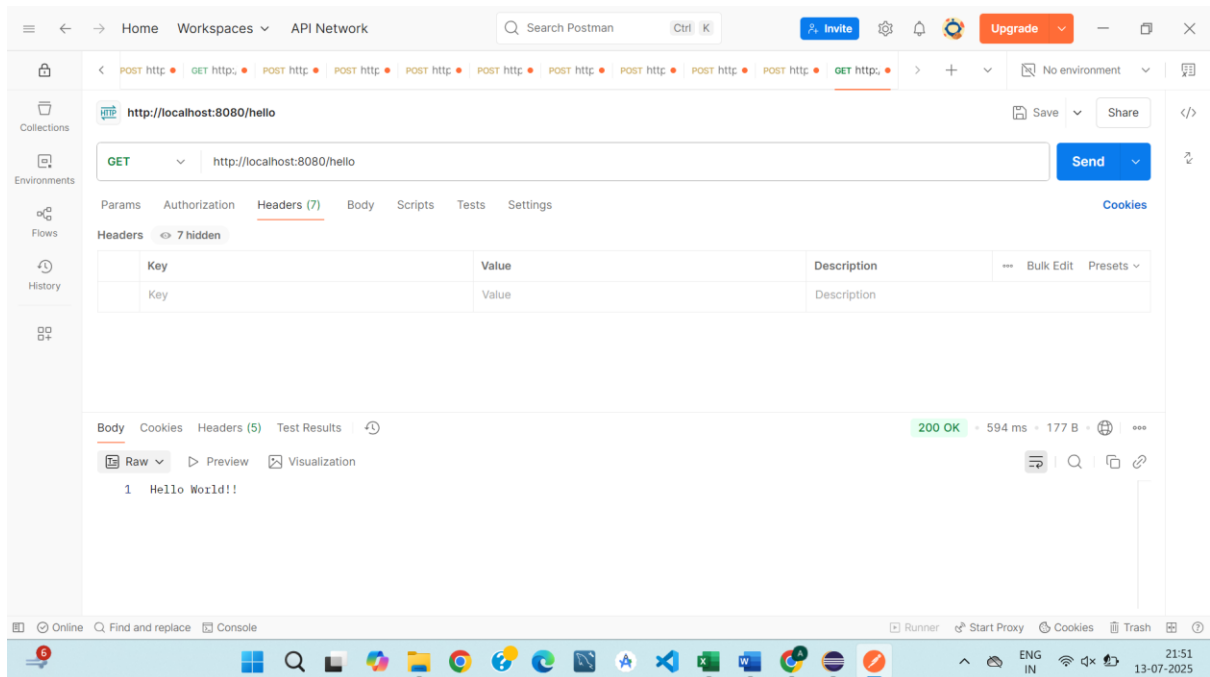 Home Workspaces API Network Search Postman Ctrl K Invite Upgrade
POST http GET http:, POST http POST http POST http POST http POST http POST http POST http POST http GET http:, No environment
HTTP http://localhost:8080/hello Save Share
Collections
GET http://localhost:8080/hello Send
Environments
Params Authorization Headers (7) Body Scripts Tests Settings Cookies
Flows
Headers 7 hidden
Key Value Description Bulk Edit Presets
History
Key Value Description
Body Cookies Headers (5) Test Results 200 OK 594 ms 177 B
Raw Preview Visualization
1 Hello World!!
Online Find and replace Console Runner Start Proxy Cookies Trash
6 ENG 21:51
IN 13-07-2025